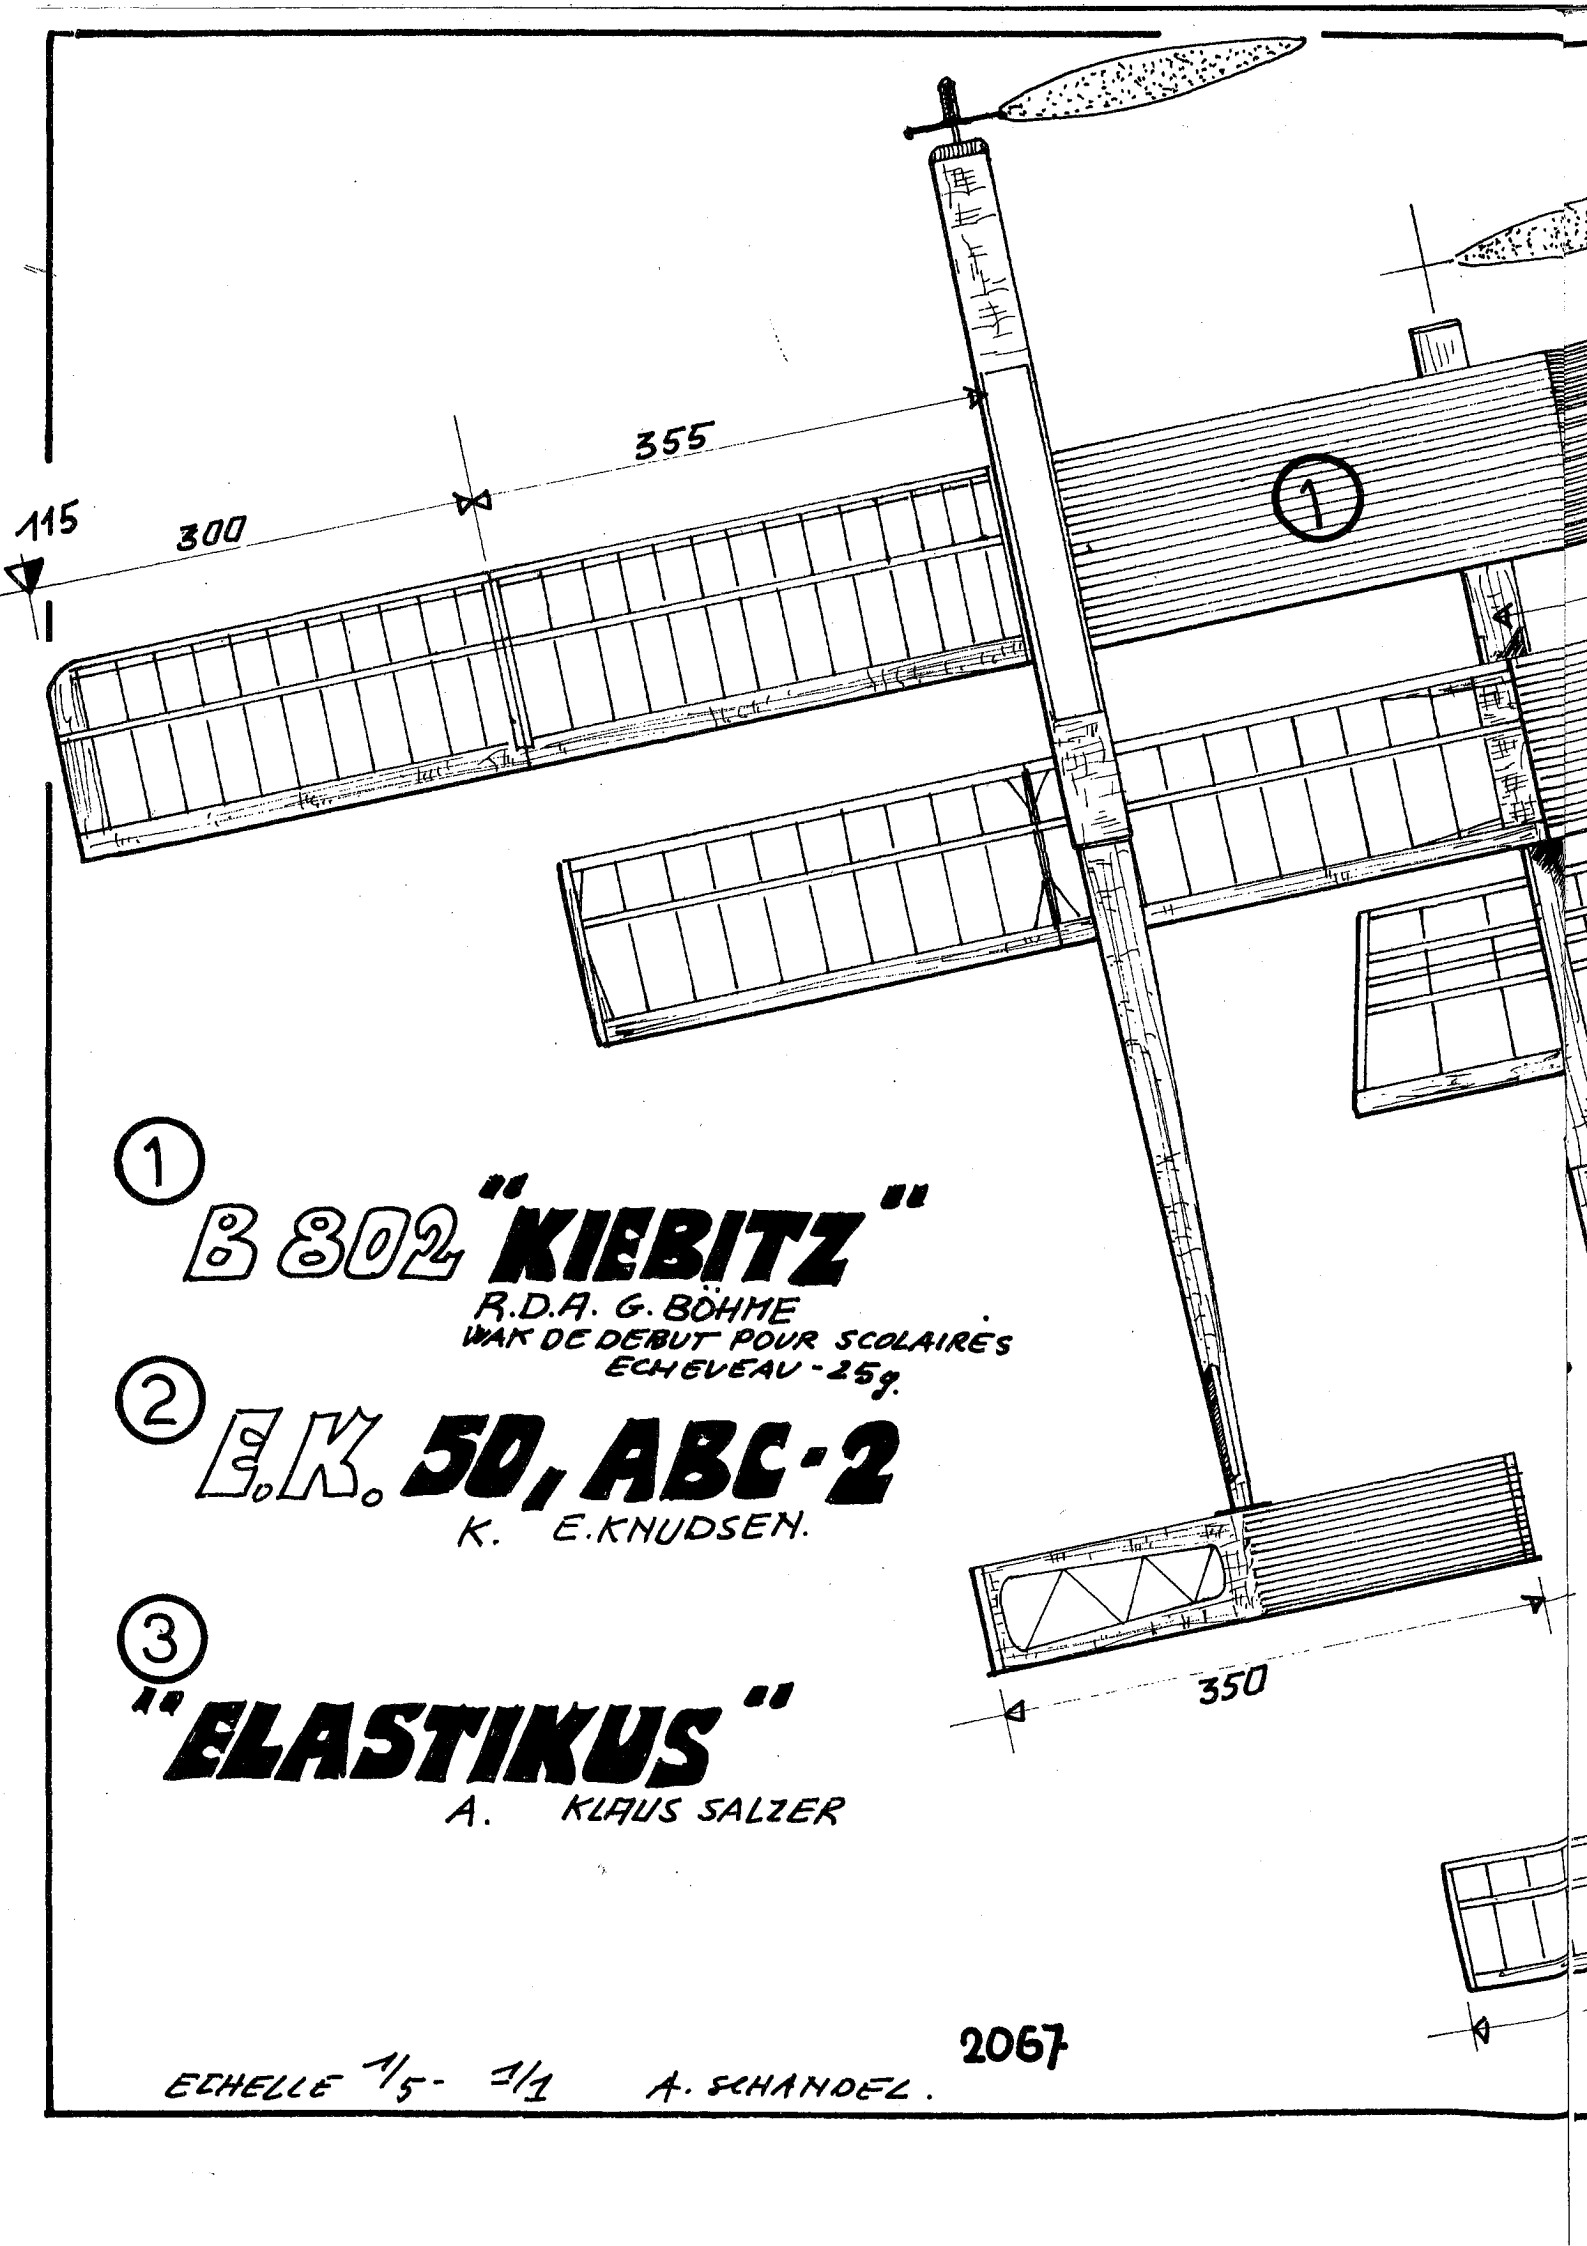 355
115
300
1
1
B 802 "KIEBITZ"
R.D.A. G. BÖHME
WAK DE DEBUT POUR SCOLAIRES
ECHEVEAU - 25g.
2
E.K. 50, ABC-2
K. E. KNUDSEN.
3
"ELASTIKUS"
A. KLAUS SALZER
350
2067
ECHELLE 1/5 - 1/1 A. SCHANDEL.